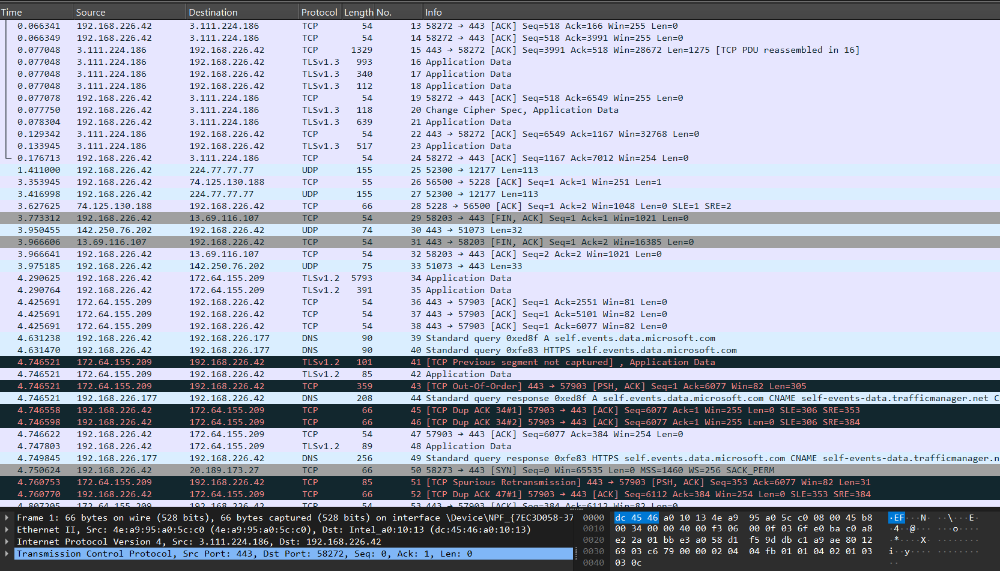 Time Source Destination Protocol Length No. Info
0.066341 192.168.226.42 3.111.224.186 TCP 54 13 58272 → 443 [ACK] Seq=518 Ack=166 Win=255 Len=0
0.066349 192.168.226.42 3.111.224.186 TCP 54 14 58272 → 443 [ACK] Seq=518 Ack=3991 Win=255 Len=0
0.077048 3.111.224.186 192.168.226.42 TCP 1329 15 443 → 58272 [ACK] Seq=3991 Ack=518 Win=28672 Len=1275 [TCP PDU reassembled in 16]
0.077048 3.111.224.186 192.168.226.42 TLSv1.3 993 16 Application Data
0.077048 3.111.224.186 192.168.226.42 TLSv1.3 340 17 Application Data
0.077048 3.111.224.186 192.168.226.42 TLSv1.3 112 18 Application Data
0.077078 192.168.226.42 3.111.224.186 TCP 54 19 58272 → 443 [ACK] Seq=518 Ack=6549 Win=255 Len=0
0.077750 192.168.226.42 3.111.224.186 TLSv1.3 118 20 Change Cipher Spec, Application Data
0.078304 192.168.226.42 3.111.224.186 TLSv1.3 639 21 Application Data
0.129342 3.111.224.186 192.168.226.42 TCP 54 22 443 → 58272 [ACK] Seq=6549 Ack=1167 Win=32768 Len=0
0.133945 3.111.224.186 192.168.226.42 TLSv1.3 517 23 Application Data
0.176713 192.168.226.42 3.111.224.186 TCP 54 24 58272 → 443 [ACK] Seq=1167 Ack=7012 Win=254 Len=0
1.411000 192.168.226.42 224.77.77.77 UDP 155 25 52300 → 12177 Len=113
3.353945 192.168.226.42 74.125.130.188 TCP 55 26 56500 → 5228 [ACK] Seq=1 Ack=1 Win=251 Len=1
3.416998 192.168.226.42 224.77.77.77 UDP 155 27 52300 → 12177 Len=113
3.627625 74.125.130.188 192.168.226.42 TCP 66 28 5228 → 56500 [ACK] Seq=1 Ack=2 Win=1048 Len=0 SLE=1 SRE=2
3.773312 192.168.226.42 13.69.116.107 TCP 54 29 58203 → 443 [FIN, ACK] Seq=1 Ack=1 Win=1021 Len=0
3.950455 142.250.76.202 192.168.226.42 UDP 74 30 443 → 51073 Len=32
3.966606 13.69.116.107 192.168.226.42 TCP 54 31 443 → 58203 [FIN, ACK] Seq=1 Ack=2 Win=16385 Len=0
3.966641 192.168.226.42 13.69.116.107 TCP 54 32 58203 → 443 [ACK] Seq=2 Ack=2 Win=1021 Len=0
3.975185 192.168.226.42 142.250.76.202 UDP 75 33 51073 → 443 Len=33
4.290625 192.168.226.42 172.64.155.209 TLSv1.2 5793 34 Application Data
4.290764 192.168.226.42 172.64.155.209 TLSv1.2 391 35 Application Data
4.425691 172.64.155.209 192.168.226.42 TCP 54 36 443 → 57903 [ACK] Seq=1 Ack=2551 Win=81 Len=0
4.425691 172.64.155.209 192.168.226.42 TCP 54 37 443 → 57903 [ACK] Seq=1 Ack=5101 Win=82 Len=0
4.425691 172.64.155.209 192.168.226.42 TCP 54 38 443 → 57903 [ACK] Seq=1 Ack=6077 Win=82 Len=0
4.631238 192.168.226.42 192.168.226.177 DNS 90 39 Standard query 0xed8f A self.events.data.microsoft.com
4.631470 192.168.226.42 192.168.226.177 DNS 90 40 Standard query 0xfe83 HTTPS self.events.data.microsoft.com
4.746521 172.64.155.209 192.168.226.42 TLSv1.2 101 41 [TCP Previous segment not captured] , Application Data
4.746521 172.64.155.209 192.168.226.42 TLSv1.2 85 42 Application Data
4.746521 172.64.155.209 192.168.226.42 TCP 359 43 [TCP Out-Of-Order] 443 → 57903 [PSH, ACK] Seq=1 Ack=6077 Win=82 Len=305
4.746521 192.168.226.177 192.168.226.42 DNS 208 44 Standard query response 0xed8f A self.events.data.microsoft.com CNAME self-events-data.trafficmanager.net C
4.746558 192.168.226.42 172.64.155.209 TCP 66 45 [TCP Dup ACK 34#1] 57903 → 443 [ACK] Seq=6077 Ack=1 Win=255 Len=0 SLE=306 SRE=353
4.746598 192.168.226.42 172.64.155.209 TCP 66 46 [TCP Dup ACK 34#2] 57903 → 443 [ACK] Seq=6077 Ack=1 Win=255 Len=0 SLE=306 SRE=384
4.746622 192.168.226.42 172.64.155.209 TCP 54 47 57903 → 443 [ACK] Seq=6077 Ack=384 Win=254 Len=0
4.747803 192.168.226.42 172.64.155.209 TLSv1.2 89 48 Application Data
4.749845 192.168.226.177 192.168.226.42 DNS 256 49 Standard query response 0xfe83 HTTPS self.events.data.microsoft.com CNAME self-events-data.trafficmanager.n
4.750624 192.168.226.42 20.189.173.27 TCP 66 50 58273 → 443 [SYN] Seq=0 Win=65535 Len=0 MSS=1460 WS=256 SACK_PERM
4.760753 172.64.155.209 192.168.226.42 TCP 85 51 [TCP Spurious Retransmission] 443 → 57903 [PSH, ACK] Seq=353 Ack=6077 Win=82 Len=31
4.760770 192.168.226.42 172.64.155.209 TCP 66 52 [TCP Dup ACK 47#1] 57903 → 443 [ACK] Seq=6112 Ack=384 Win=254 Len=0 SLE=353 SRE=384
4.807205 172.64.155.209 192.168.226.42 TCP 54 53 443 → 57903 [ACK] Seq=384 Ack=6112 Win=82 Len=0
Frame 1: 66 bytes on wire (528 bits), 66 bytes captured (528 bits) on interface \Device\NPF_{7EC3D058-37
Ethernet II, Src: 4e:a9:95:a0:5c:c0 (4e:a9:95:a0:5c:c0), Dst: Intel_a0:10:13 (dc:45:46:a0:10:13)
Internet Protocol Version 4, Src: 3.111.224.186, Dst: 192.168.226.42
Transmission Control Protocol, Src Port: 443, Dst Port: 58272, Seq: 0, Ack: 1, Len: 0
0000 dc 45 46 a0 10 13 4e a9 95 a0 5c c0 08 00 45 b8 ·EF···N· ··\···E·
0010 00 34 00 00 40 00 f3 06 00 0f 03 6f e0 ba c0 a8 ·4··@··· ···o····
0020 e2 2a 01 bb e3 a0 58 d1 f5 9d db c1 a9 ae 80 12 ·*····X· ········
0030 69 03 c6 79 00 00 02 04 04 fb 01 01 04 02 01 03 i··y···· ········
0040 03 0c ··